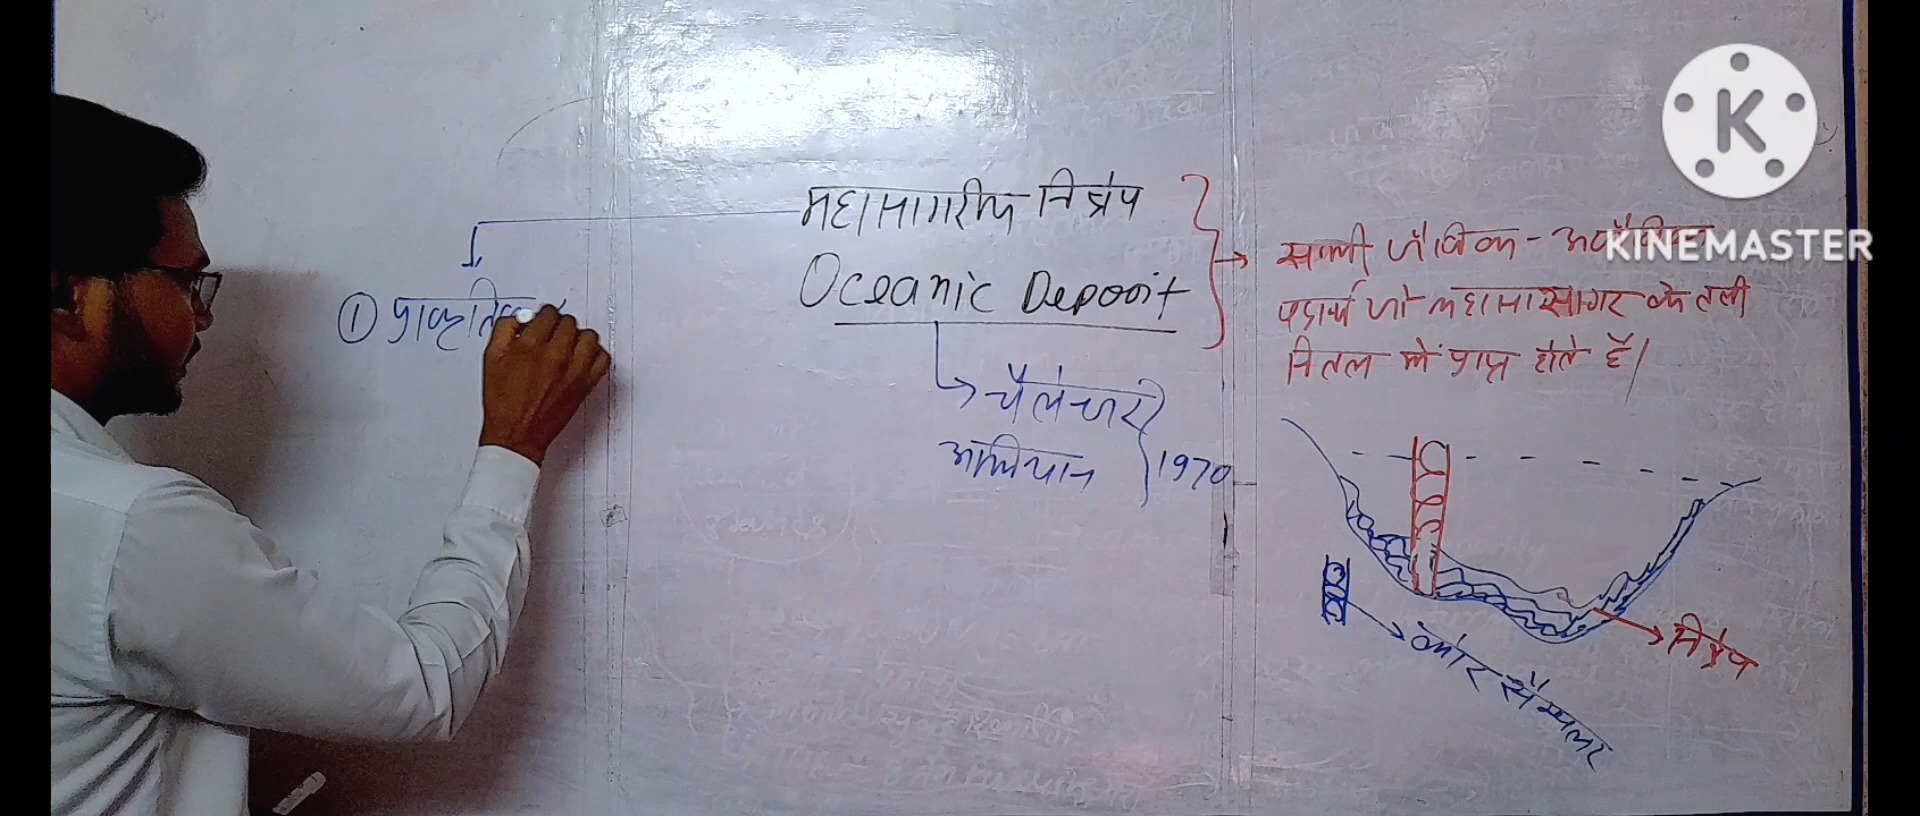 महासागरीय निक्षेप
Oceanic Deposit
① प्राकृतिक
चैलेन्जर
अभियान } 1970
सभी जैविक - अजैविक
पदार्थ जो महासासागर के तली
नितल में प्राप्त होते हैं।
निक्षेप
कोर सैम्पलर
K
KINEMASTER